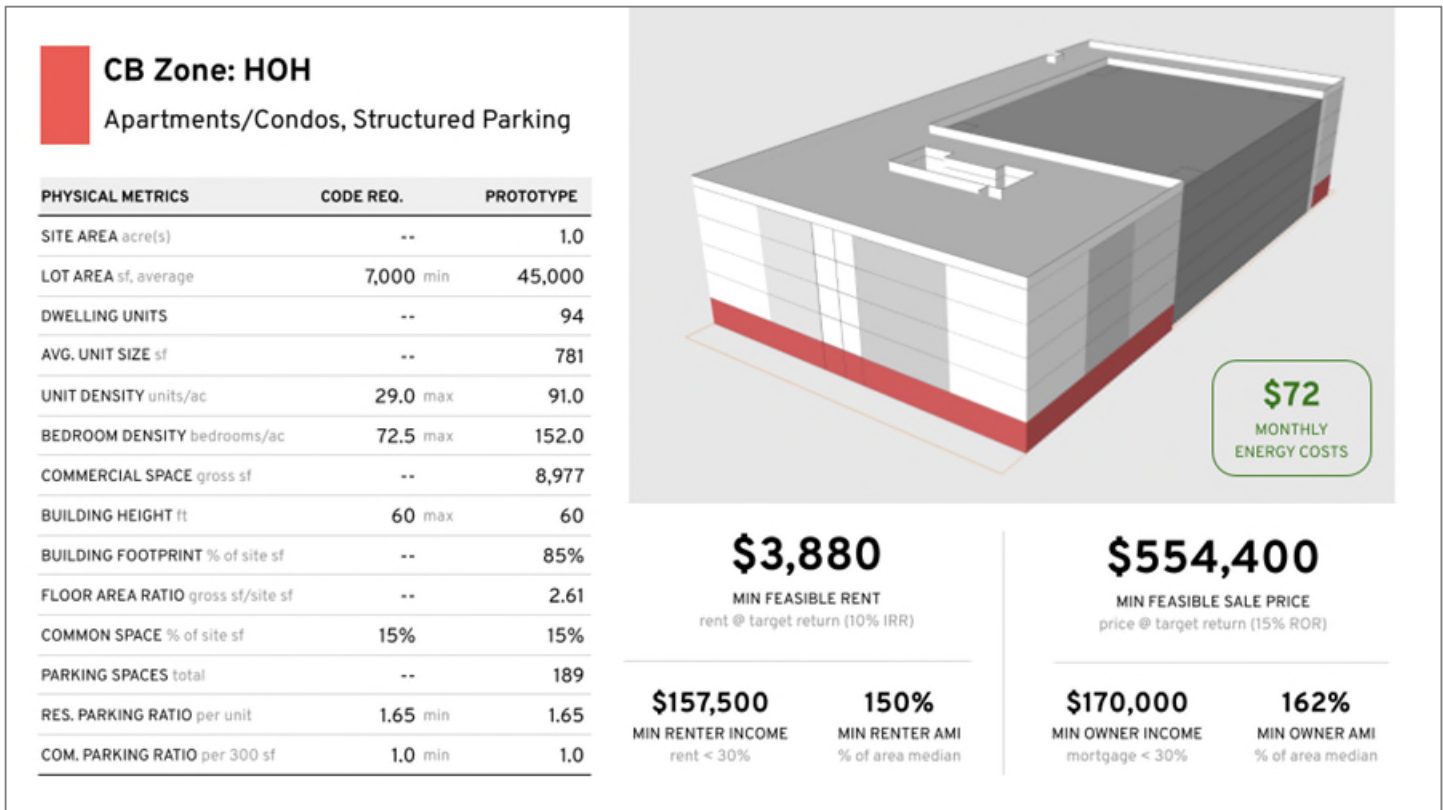 CB Zone: HOH
Apartments/Condos, Structured Parking
PHYSICAL METRICS CODE REQ. PROTOTYPE
SITE AREA acre(s) -- 1.0
LOT AREA sf, average 7,000 min 45,000
DWELLING UNITS -- 94
AVG. UNIT SIZE sf -- 781
UNIT DENSITY units/ac 29.0 max 91.0
BEDROOM DENSITY bedrooms/ac 72.5 max 152.0
COMMERCIAL SPACE gross sf -- 8,977
BUILDING HEIGHT ft 60 max 60
BUILDING FOOTPRINT % of site sf -- 85%
FLOOR AREA RATIO gross sf/site sf -- 2.61
COMMON SPACE % of site sf 15% 15%
PARKING SPACES total -- 189
RES. PARKING RATIO per unit 1.65 min 1.65
COM. PARKING RATIO per 300 sf 1.0 min 1.0
$72
MONTHLY
ENERGY COSTS
$3,880
MIN FEASIBLE RENT
rent @ target return (10% IRR)
$157,500
MIN RENTER INCOME
rent < 30%
150%
MIN RENTER AMI
% of area median
$554,400
MIN FEASIBLE SALE PRICE
price @ target return (15% ROR)
$170,000
MIN OWNER INCOME
mortgage < 30%
162%
MIN OWNER AMI
% of area median